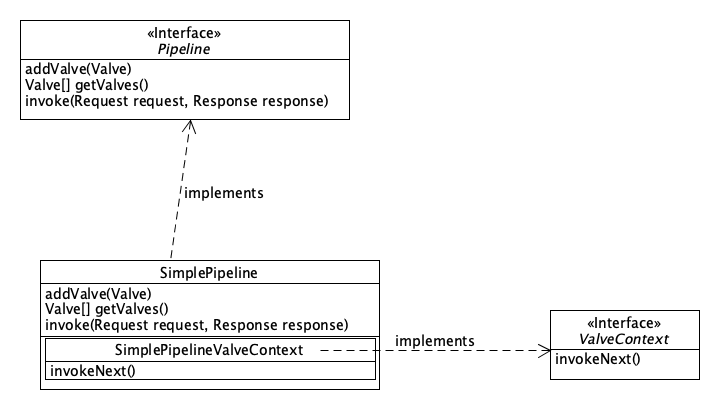 «Interface»
Pipeline
addValve(Valve)
Valve[] getValves()
invoke(Request request, Response response)
implements
SimplePipeline
addValve(Valve)
Valve[] getValves()
invoke(Request request, Response response)
SimplePipelineValveContext
invokeNext()
implements
«Interface»
ValveContext
invokeNext()